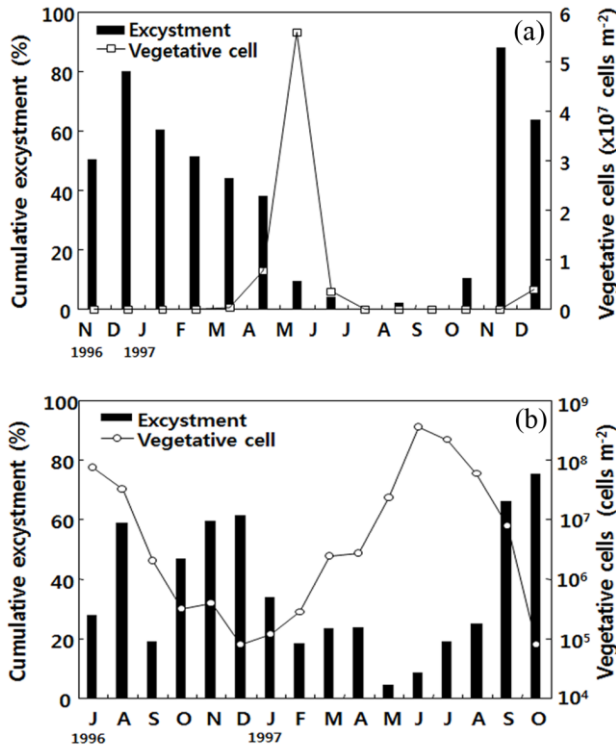 (a)
Excystment
Vegetative cell
Cumulative excystment (%)
100
80
60
40
20
0
Vegetative cells (x10⁷ cells m⁻²)
6
5
4
3
2
1
0
N D J F M A M J J A S O N D
1996 1997
(b)
Excystment
Vegetative cell
Cumulative excystment (%)
100
80
60
40
20
0
Vegetative cells (cells m⁻²)
10⁹
10⁸
10⁷
10⁶
10⁵
10⁴
J A S O N D J F M A M J J A S O
1996 1997